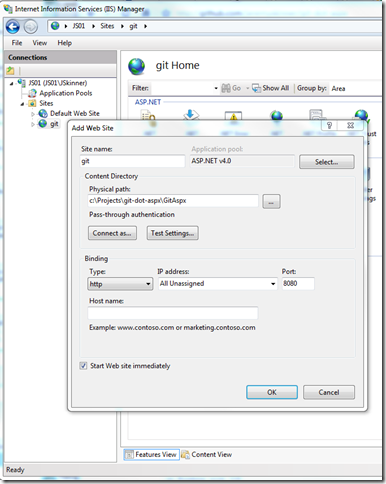 Internet Information Services (IIS) Manager
JS01 Sites git
File View Help
Connections
JS01 (JS01\JSkinner)
Application Pools
Sites
Default Web Site
git
git Home
Filter: Go Show All Group by: Area
ASP.NET
Add Web Site
Site name: Application pool:
git ASP.NET v4.0 Select...
Content Directory
Physical path:
c:\Projects\git-dot-aspx\GitAspx ...
Pass-through authentication
Connect as... Test Settings...
Binding
Type: IP address: Port:
http All Unassigned 8080
Host name:
Example: www.contoso.com or marketing.contoso.com
Start Web site immediately
OK Cancel
Features View Content View
Ready